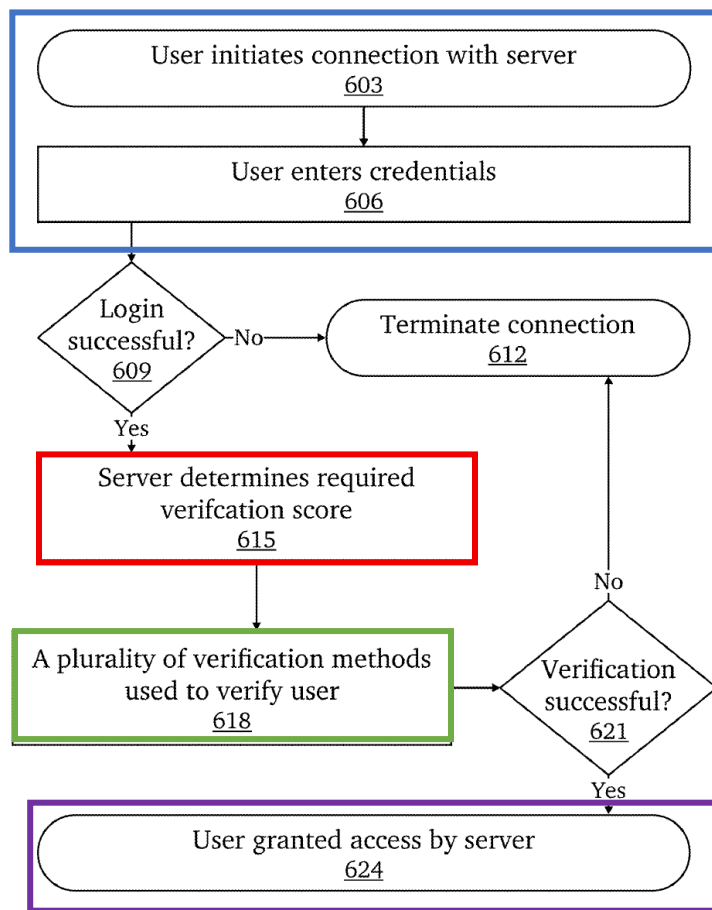 User initiates connection with server
603
User enters credentials
606
Login
successful?
609
No
Terminate connection
612
Yes
Server determines required
verifcation score
615
No
A plurality of verification methods
used to verify user
618
Verification
successful?
621
Yes
User granted access by server
624